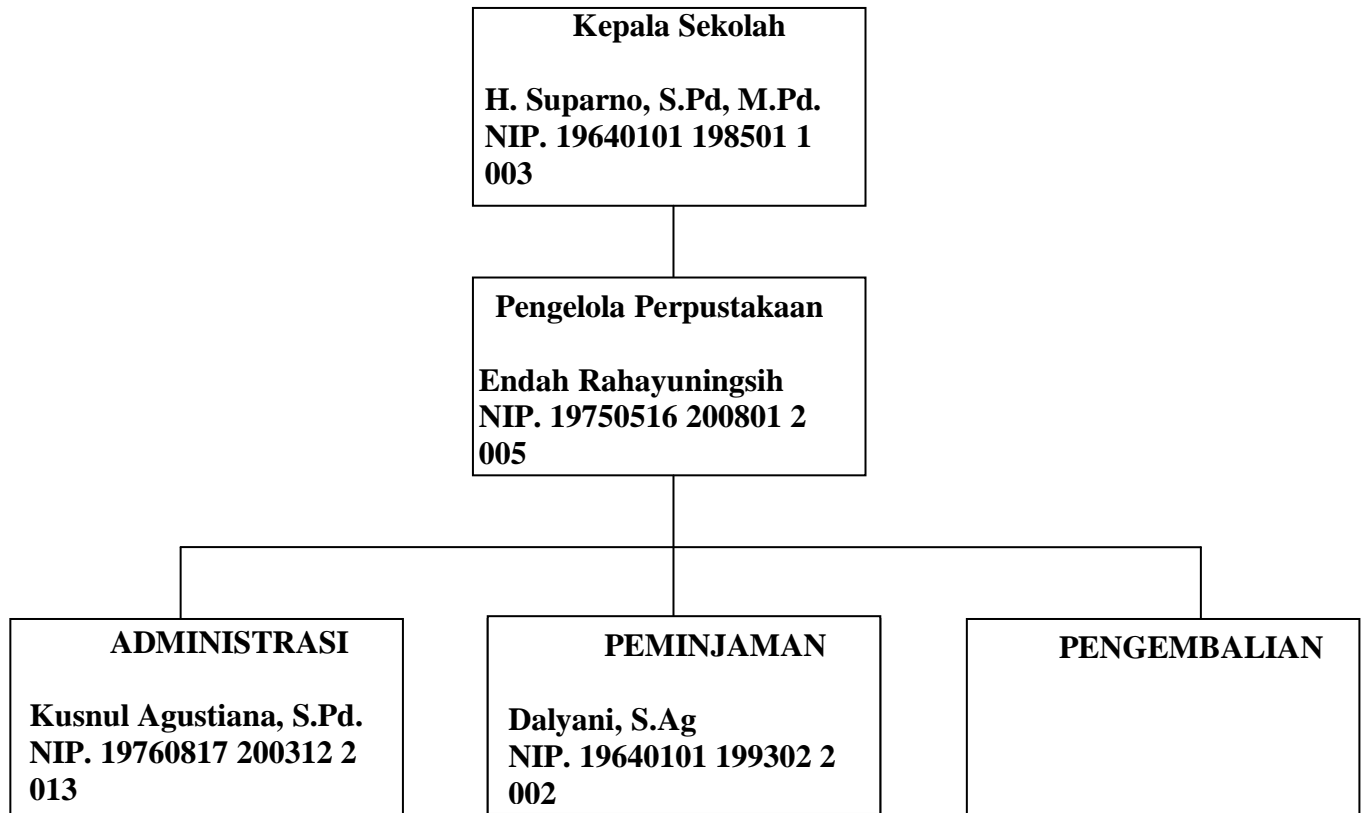 Kepala Sekolah
H. Suparno, S.Pd, M.Pd.
NIP. 19640101 198501 1
003
Pengelola Perpustakaan
Endah Rahayuningsih
NIP. 19750516 200801 2
005
ADMINISTRASI
Kusnul Agustiana, S.Pd.
NIP. 19760817 200312 2
013
PEMINJAMAN
Dalyani, S.Ag
NIP. 19640101 199302 2
002
PENGEMBALIAN